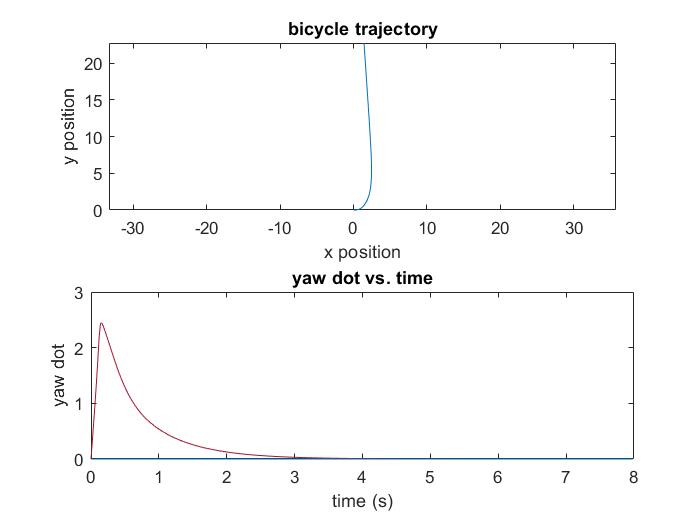 bicycle trajectory
20
15
10
5
0
y position
-30 -20 -10 0 10 20 30
x position
yaw dot vs. time
3
2
1
0
yaw dot
0 1 2 3 4 5 6 7 8
time (s)